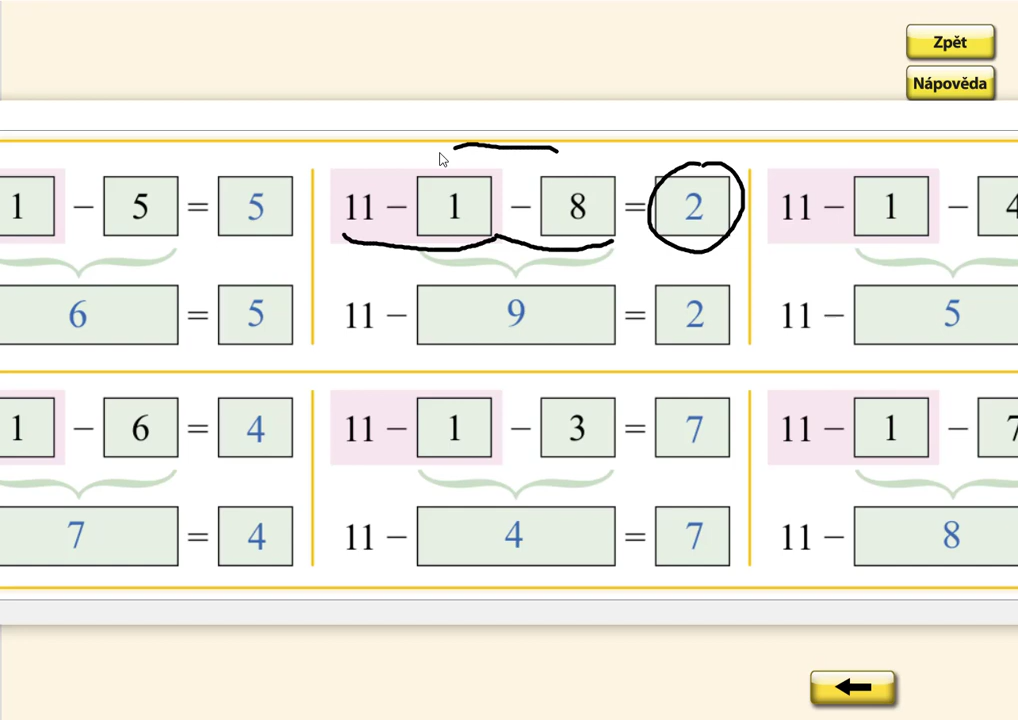 Zpět
Nápověda
1 − 5 = 5
11 − 1 − 8 = 2
11 − 1 − 4
6 = 5
11 − 9 = 2
11 − 5
1 − 6 = 4
11 − 1 − 3 = 7
11 − 1 − 7
7 = 4
11 − 4 = 7
11 − 8